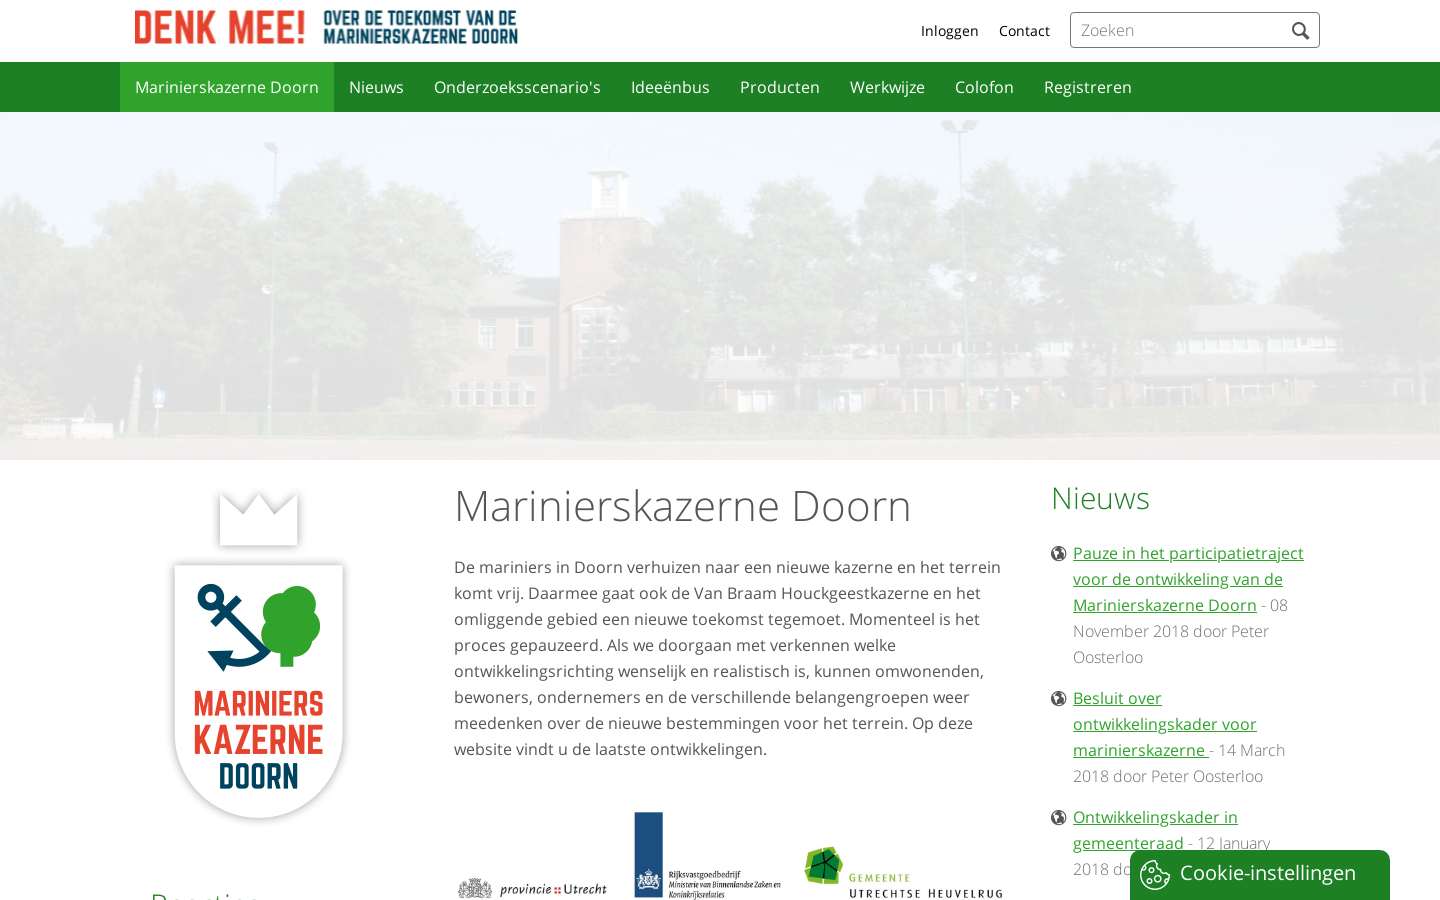 DENK MEE! OVER DE TOEKOMST VAN DE
MARINIERSKAZERNE DOORN
Inloggen Contact Zoeken
Marinierskazerne Doorn Nieuws Onderzoeksscenario's Ideeënbus Producten Werkwijze Colofon Registreren
MARINIERS
KAZERNE
DOORN
Marinierskazerne Doorn
De mariniers in Doorn verhuizen naar een nieuwe kazerne en het terrein
komt vrij. Daarmee gaat ook de Van Braam Houckgeestkazerne en het
omliggende gebied een nieuwe toekomst tegemoet. Momenteel is het
proces gepauzeerd. Als we doorgaan met verkennen welke
ontwikkelingsrichting wenselijk en realistisch is, kunnen omwonenden,
bewoners, ondernemers en de verschillende belangengroepen weer
meedenken over de nieuwe bestemmingen voor het terrein. Op deze
website vindt u de laatste ontwikkelingen.
provincie Utrecht
Rijksvastgoedbedrijf
Ministerie van Binnenlandse Zaken en
Koninkrijksrelaties
GEMEENTE
UTRECHTSE HEUVELRUG
Nieuws
Pauze in het participatietraject
voor de ontwikkeling van de
Marinierskazerne Doorn - 08
November 2018 door Peter
Oosterloo
Besluit over
ontwikkelingskader voor
marinierskazerne - 14 March
2018 door Peter Oosterloo
Ontwikkelingskader in
gemeenteraad - 12 January
2018
Cookie-instellingen